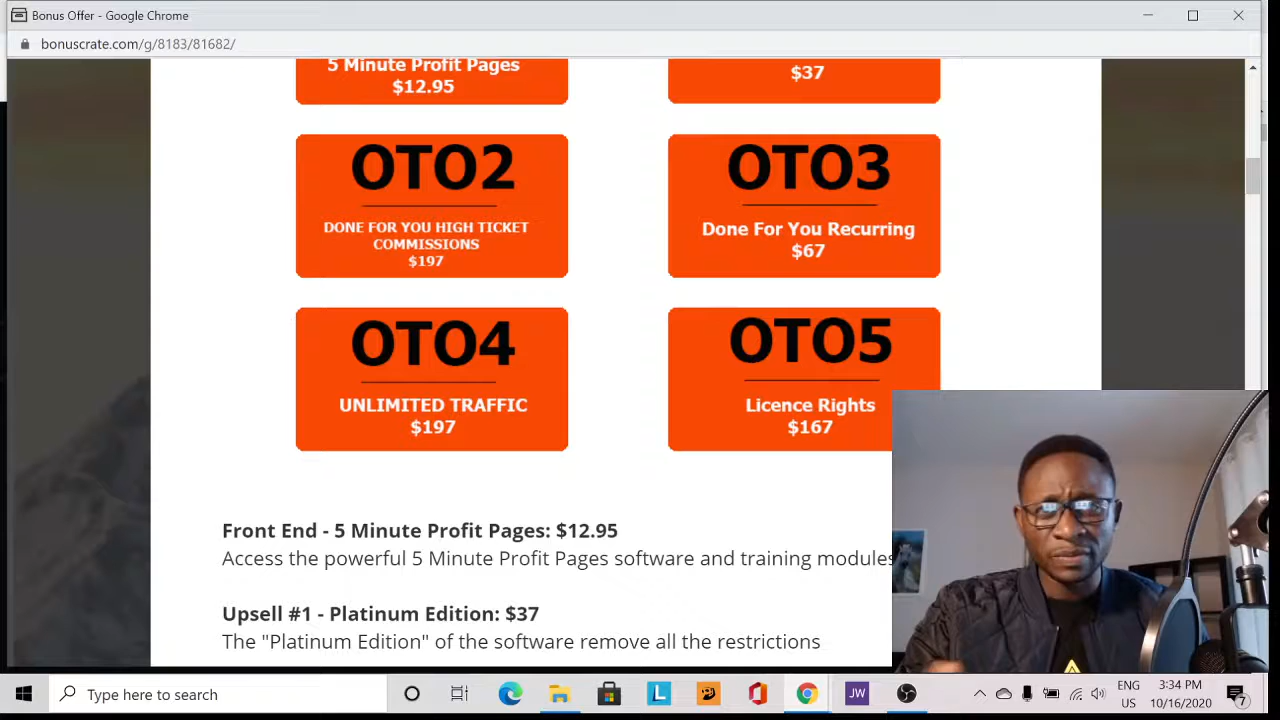 Bonus Offer - Google Chrome
bonuscrate.com/g/8183/81682/
5 Minute Profit Pages
$12.95
$37
OTO2
DONE FOR YOU HIGH TICKET
COMMISSIONS
$197
OTO3
Done For You Recurring
$67
OTO4
UNLIMITED TRAFFIC
$197
OTO5
Licence Rights
$167
Front End - 5 Minute Profit Pages: $12.95
Access the powerful 5 Minute Profit Pages software and training modules
Upsell #1 - Platinum Edition: $37
The "Platinum Edition" of the software remove all the restrictions
Type here to search
L
JW
ENG
US
3:34 PM
10/16/2020
7